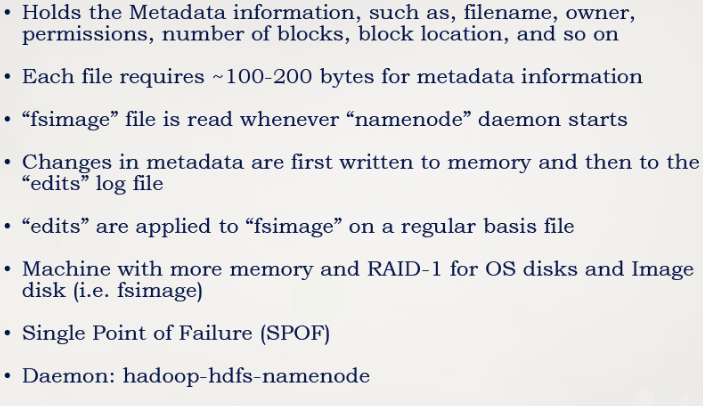 • Holds the Metadata information, such as, filename, owner,
permissions, number of blocks, block location, and so on
• Each file requires ~100-200 bytes for metadata information
• “fsimage” file is read whenever “namenode” daemon starts
• Changes in metadata are first written to memory and then to the
“edits” log file
• “edits” are applied to “fsimage” on a regular basis file
• Machine with more memory and RAID-1 for OS disks and Image
disk (i.e. fsimage)
• Single Point of Failure (SPOF)
• Daemon: hadoop-hdfs-namenode